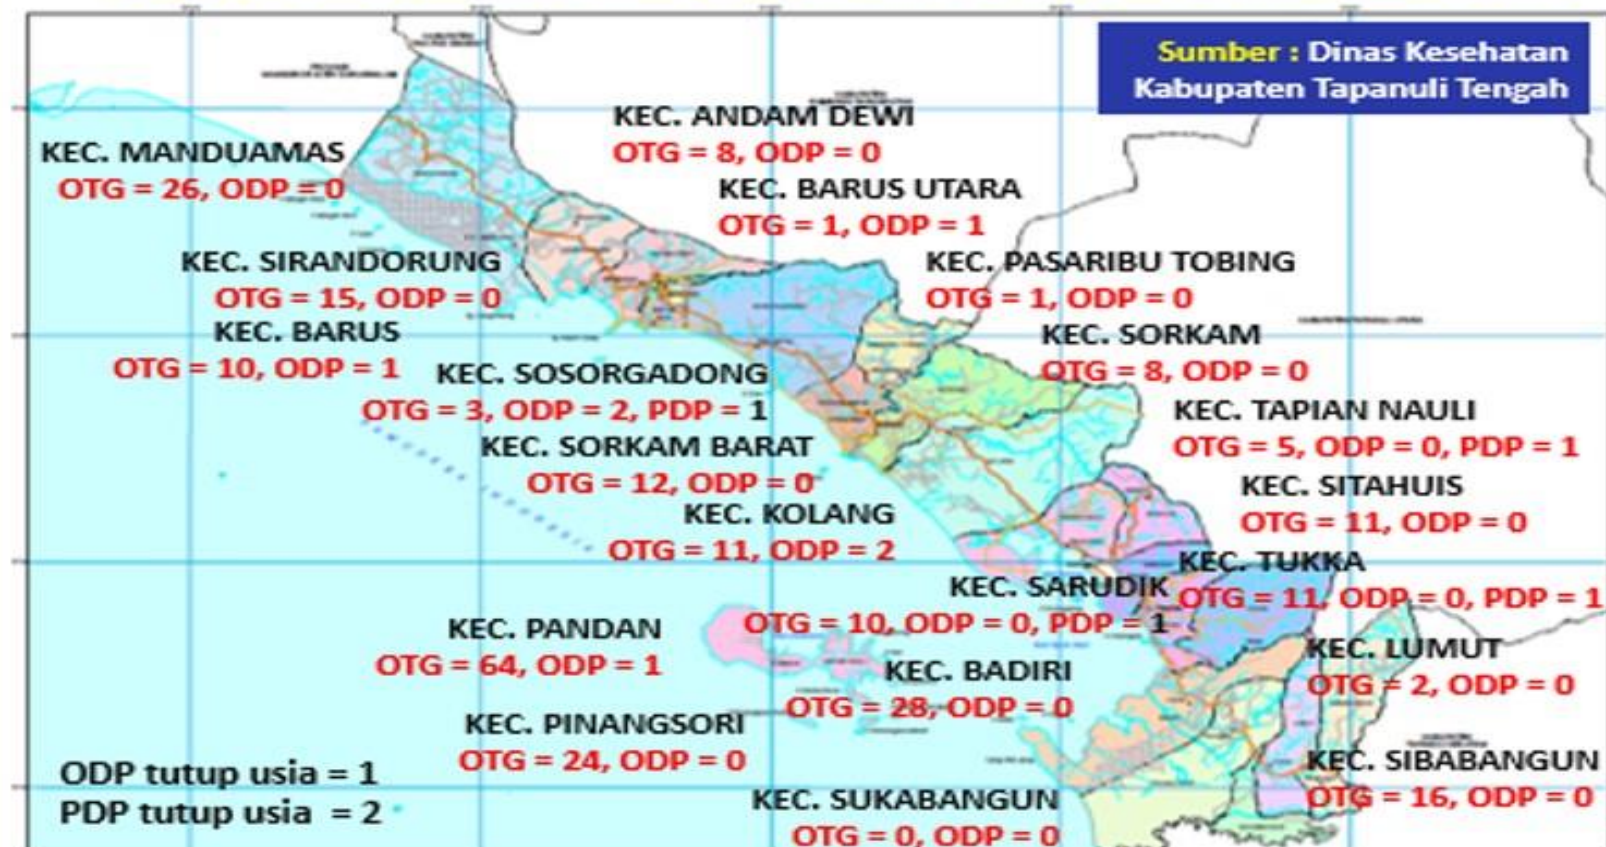 Sumber : Dinas Kesehatan
Kabupaten Tapanuli Tengah
KEC. ANDAM DEWI
OTG = 8, ODP = 0
KEC. MANDUAMAS
OTG = 26, ODP = 0
KEC. BARUS UTARA
OTG = 1, ODP = 1
KEC. SIRANDORUNG
OTG = 15, ODP = 0
KEC. PASARIBU TOBING
OTG = 1, ODP = 0
KEC. BARUS
OTG = 10, ODP = 1
KEC. SORKAM
OTG = 8, ODP = 0
KEC. SOSORGADONG
OTG = 3, ODP = 2, PDP = 1
KEC. TAPIAN NAULI
OTG = 5, ODP = 0, PDP = 1
KEC. SORKAM BARAT
OTG = 12, ODP = 0
KEC. SITAHUIS
OTG = 11, ODP = 0
KEC. KOLANG
OTG = 11, ODP = 2
KEC. TUKKA
OTG = 11, ODP = 0, PDP = 1
KEC. SARUDIK
OTG = 10, ODP = 0, PDP = 1
KEC. PANDAN
OTG = 64, ODP = 1
KEC. LUMUT
OTG = 2, ODP = 0
KEC. BADIRI
OTG = 28, ODP = 0
KEC. PINANGSORI
OTG = 24, ODP = 0
KEC. SIBABANGUN
OTG = 16, ODP = 0
KEC. SUKABANGUN
OTG = 0, ODP = 0
ODP tutup usia = 1
PDP tutup usia = 2